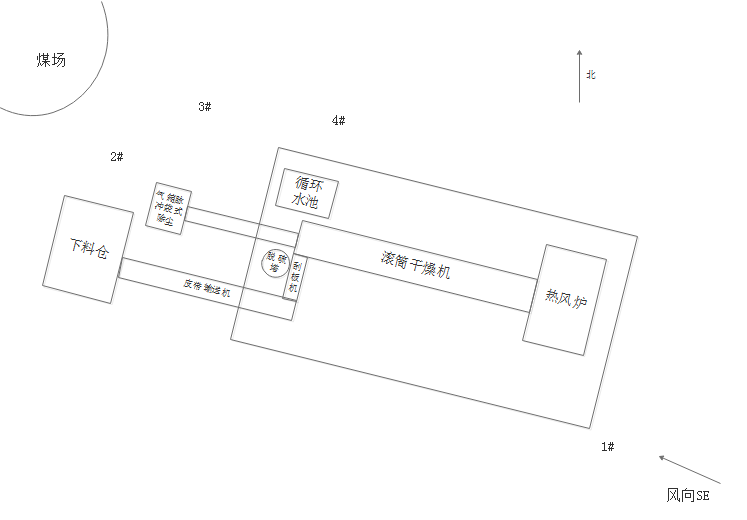 煤场
北
3#
4#
2#
气箱脉
冲袋式
除尘
循环
水池
下料仓
脱硫
塔
刮
板
机
滚筒干燥机
皮带输送机
热风炉
1#
风向SE